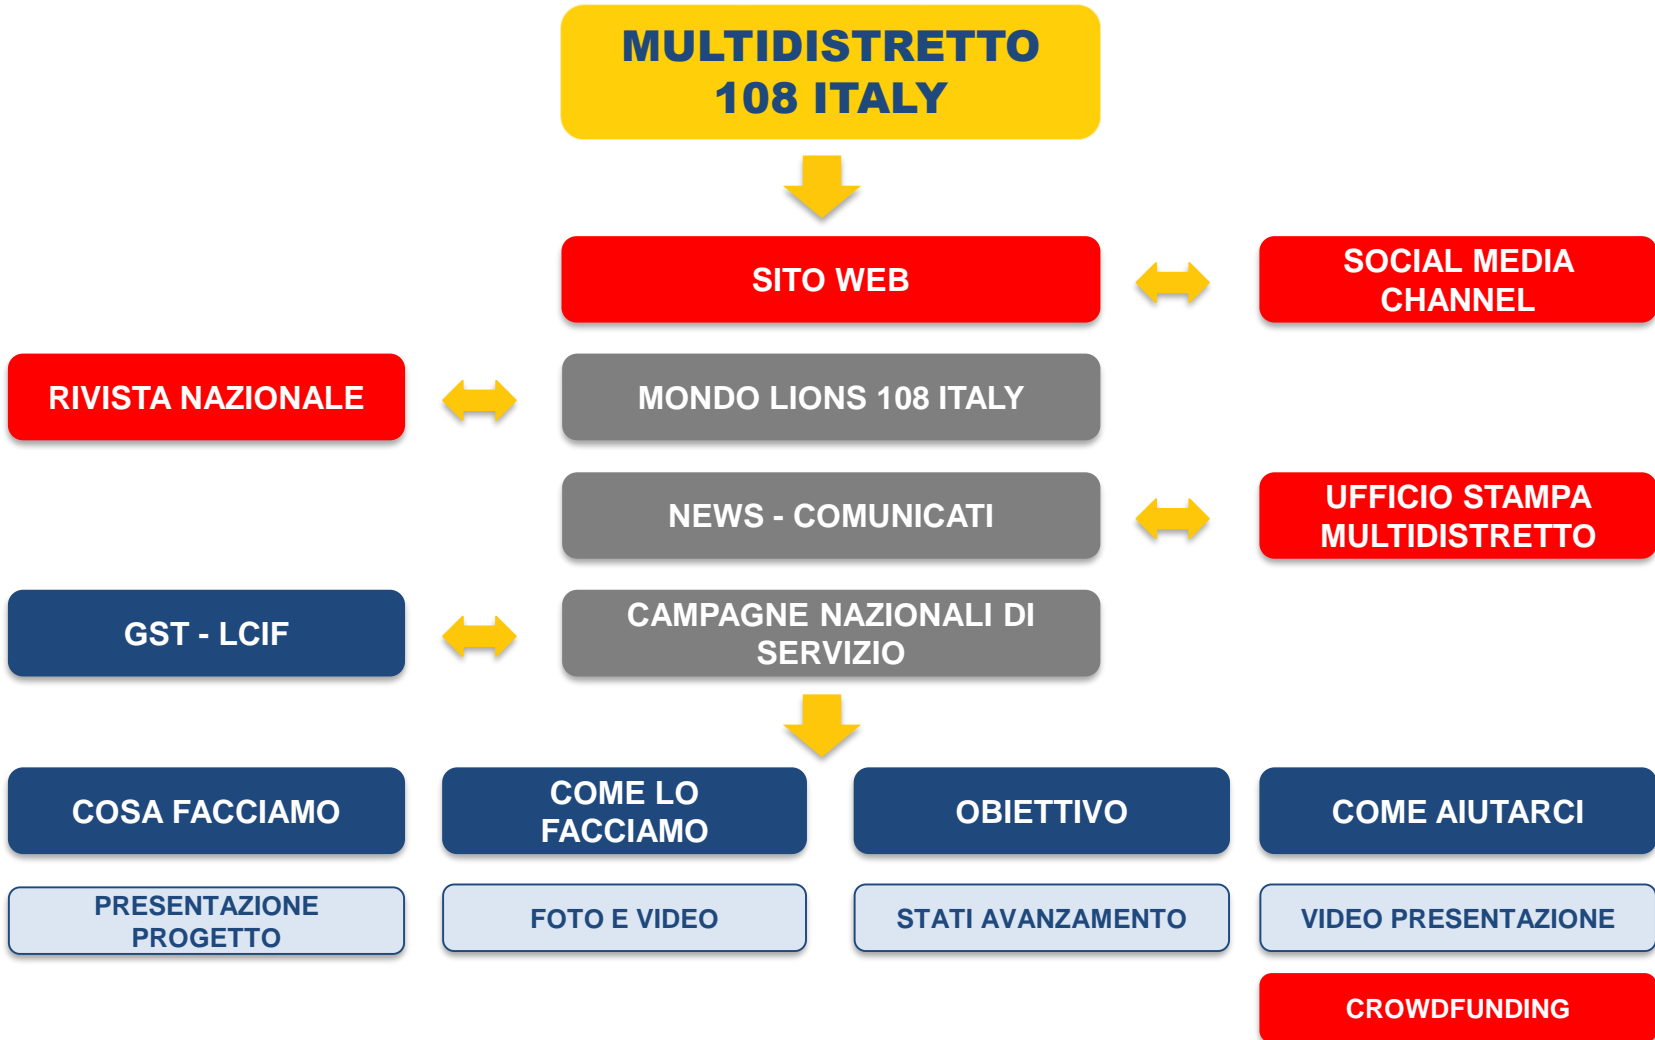 MULTIDISTRETTO
108 ITALY
SITO WEB
SOCIAL MEDIA
CHANNEL
RIVISTA NAZIONALE
MONDO LIONS 108 ITALY
NEWS - COMUNICATI
UFFICIO STAMPA
MULTIDISTRETTO
GST - LCIF
CAMPAGNE NAZIONALI DI
SERVIZIO
COSA FACCIAMO
COME LO
FACCIAMO
OBIETTIVO
COME AIUTARCI
PRESENTAZIONE
PROGETTO
FOTO E VIDEO
STATI AVANZAMENTO
VIDEO PRESENTAZIONE
CROWDFUNDING